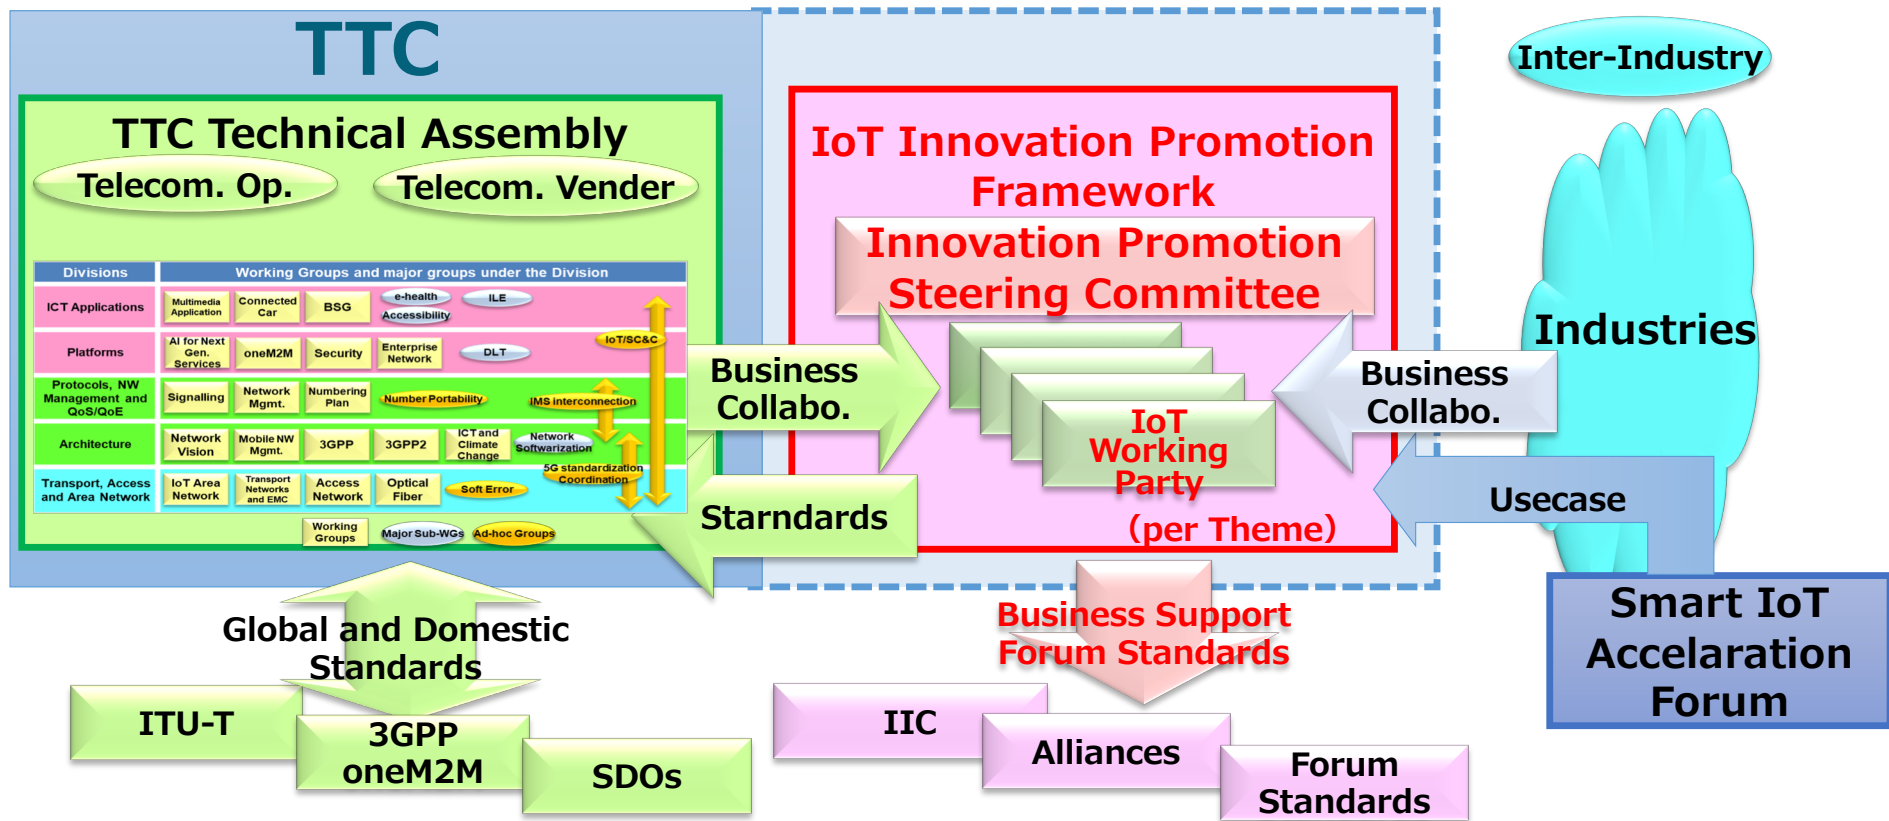 TTC
TTC Technical Assembly
Telecom. Op.
Telecom. Vender
Divisions
Working Groups and major groups under the Division
ICT Applications
Multimedia
Application
Connected
Car
BSG
e-health
Accessibility
ILE
Platforms
AI for Next
Gen.
Services
oneM2M
Security
Enterprise
Network
DLT
IoT/SC&C
Protocols, NW
Management and
QoS/QoE
Signalling
Network
Mgmt.
Numbering
Plan
Number Portability
IMS interconnection
Architecture
Network
Vision
Mobile NW
Mgmt.
3GPP
3GPP2
ICT and
Climate
Change
Network
Softwarization
Transport, Access
and Area Network
IoT Area
Network
Transport
Networks
and EMC
Access
Network
Optical
Fiber
Soft Error
5G standardization
Coordination
Working
Groups
Major Sub-WGs
Ad-hoc Groups
IoT Innovation Promotion
Framework
Innovation Promotion
Steering Committee
Business
Collabo.
IoT
Working
Party
(per Theme)
Business
Collabo.
Starndards
Inter-Industry
Industries
Usecase
Smart IoT
Accelaration
Forum
Global and Domestic
Standards
ITU-T
3GPP
oneM2M
SDOs
Business Support
Forum Standards
IIC
Alliances
Forum
Standards